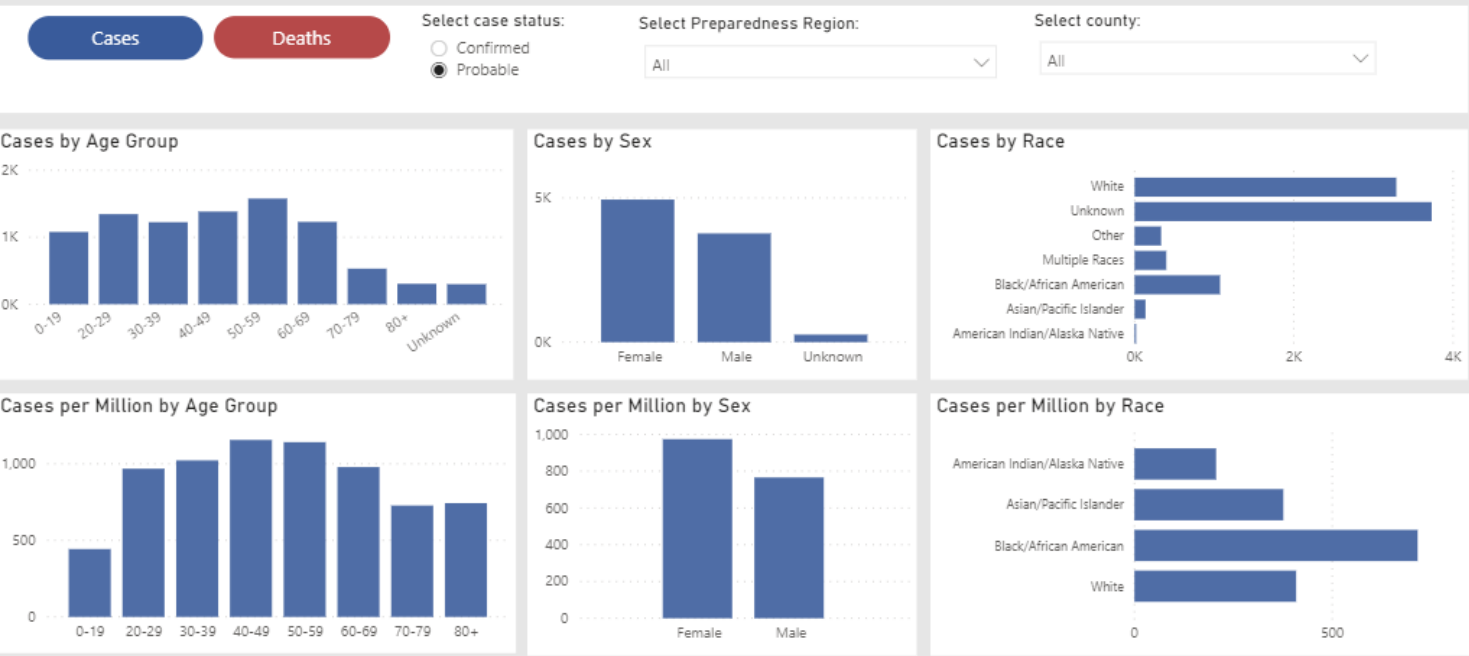 Cases
Deaths
Select case status:
Confirmed
Probable
Select Preparedness Region:
All
Select county:
All
Cases by Age Group
2K
1K
0K
0-19 20-29 30-39 40-49 50-59 60-69 70-79 80+ Unknown
Cases by Sex
5K
0K
Female Male Unknown
Cases by Race
White
Unknown
Other
Multiple Races
Black/African American
Asian/Pacific Islander
American Indian/Alaska Native
0K 2K 4K
Cases per Million by Age Group
1,000
500
0
0-19 20-29 30-39 40-49 50-59 60-69 70-79 80+
Cases per Million by Sex
1,000
800
600
400
200
0
Female Male
Cases per Million by Race
American Indian/Alaska Native
Asian/Pacific Islander
Black/African American
White
0 500